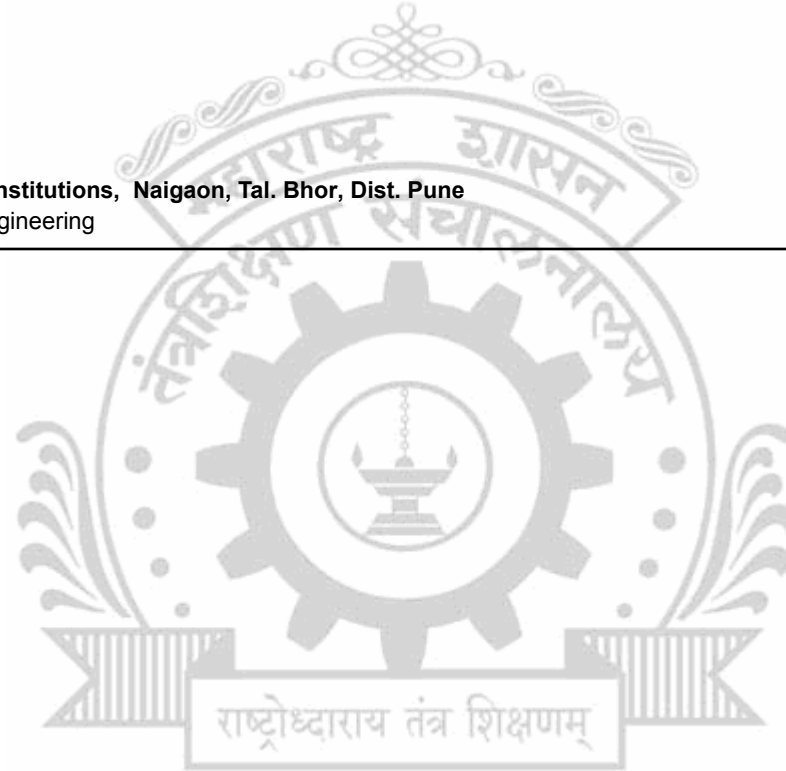 महाराष्ट्र शासन
nstitutions, Naigaon, Tal. Bhor, Dist. Pune
gineering
तंत्रशिक्षण संचालनालय
राष्ट्रोध्दाराय तंत्र शिक्षणम्